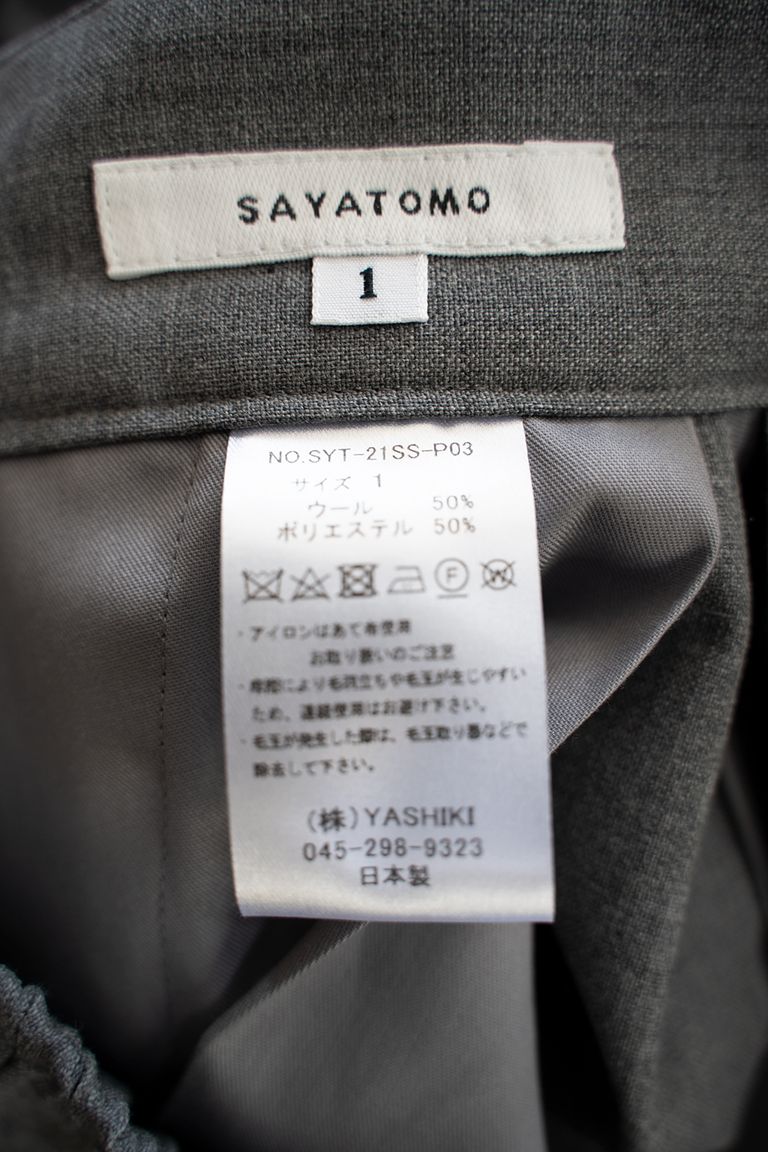 SAYATOMO
1
NO.SYT-21SS-P03
サイズ 1
ウール 50%
ポリエステル 50%
F W
・アイロンはあて布使用
お取り扱いのご注意
・摩擦により毛羽立ちや毛玉が生じやすい
ため、連続使用はお避け下さい。
・毛玉が発生した際は、毛玉取り器などで
除去して下さい。
(株)YASHIKI
045-298-9323
日本製